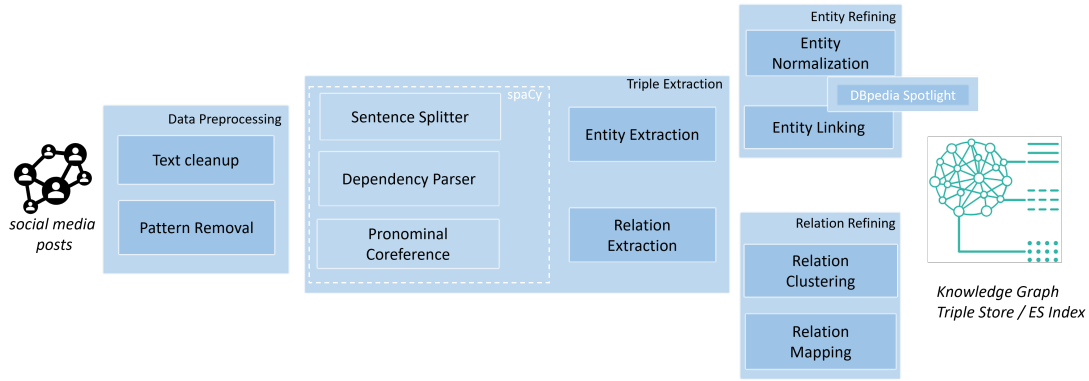 social media
posts
Data Preprocessing
Text cleanup
Pattern Removal
Triple Extraction
spaCy
Sentence Splitter
Dependency Parser
Pronominal
Coreference
Entity Extraction
Relation
Extraction
Entity Refining
Entity
Normalization
DBpedia Spotlight
Entity Linking
Relation Refining
Relation
Clustering
Relation
Mapping
Knowledge Graph
Triple Store / ES Index